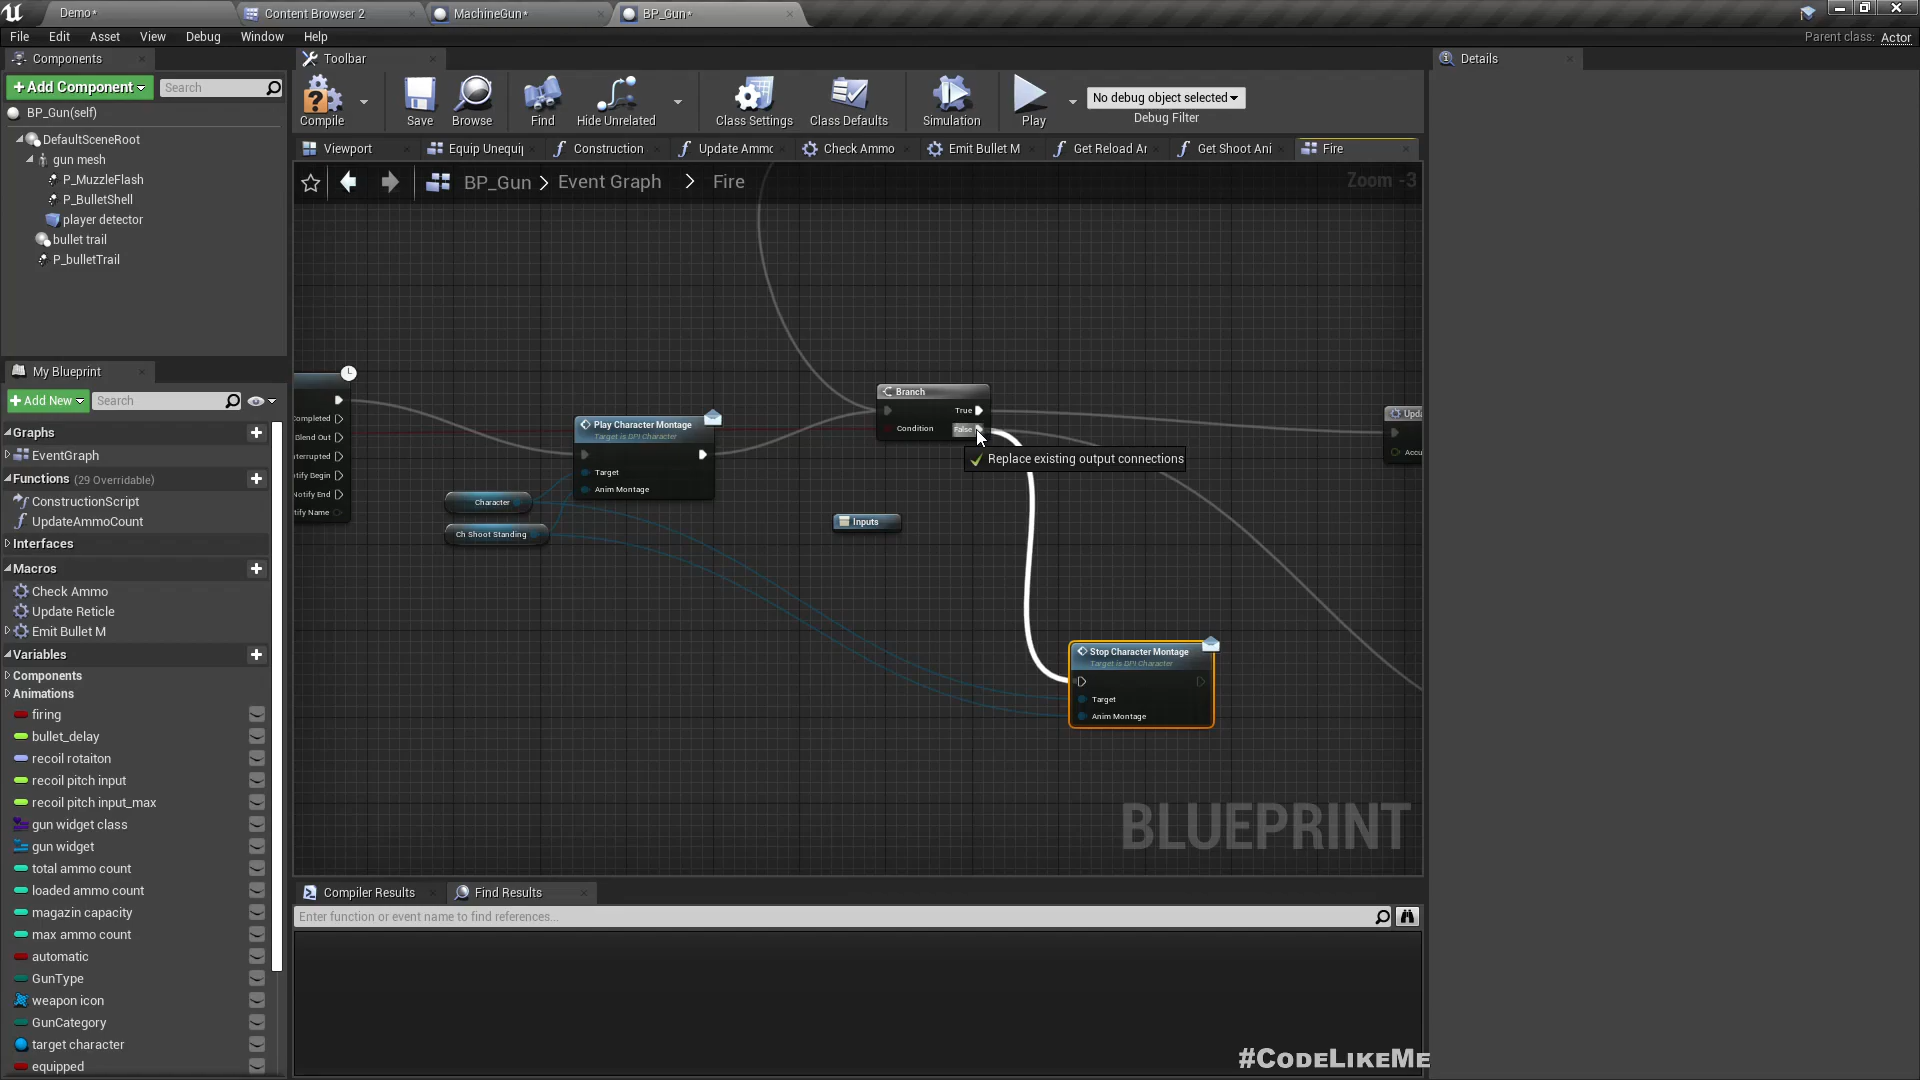 Demo*
Content Browser 2
MachineGun*
BP_Gun*
File Edit Asset View Debug Window Help
Parent class: Actor
Components
Toolbar
Details
+Add Component
Search
BP_Gun(self)
DefaultSceneRoot
gun mesh
P_MuzzleFlash
P_BulletShell
player detector
bullet trail
P_bulletTrail
Compile
Save
Browse
Find
Hide Unrelated
Class Settings
Class Defaults
Simulation
Play
No debug object selected
Debug Filter
Viewport
Equip Unequi
Construction
Update Ammo
Check Ammo
Emit Bullet M
Get Reload Ar
Get Shoot Ani
Fire
BP_Gun > Event Graph > Fire
Zoom -3
My Blueprint
+Add New
Search
Graphs
EventGraph
Functions (29 Overridable)
ConstructionScript
UpdateAmmoCount
Interfaces
Macros
Check Ammo
Update Reticle
Emit Bullet M
Variables
Components
Animations
firing
bullet_delay
recoil rotaiton
recoil pitch input
recoil pitch input_max
gun widget class
gun widget
total ammo count
loaded ammo count
magazin capacity
max ammo count
automatic
GunType
weapon icon
GunCategory
target character
equipped
Completed
Blend Out
terrupted
tify Begin
tify End
tify Name
Character
Ch Shoot Standing
Play Character Montage
Target is BPI Character
Target
Anim Montage
Branch
True
Condition
False
Replace existing output connections
Inputs
Stop Character Montage
Target is BPI Character
Target
Anim Montage
Upda
Accu
BLUEPRINT
Compiler Results
Find Results
Enter function or event name to find references...
#CodeLikeMe